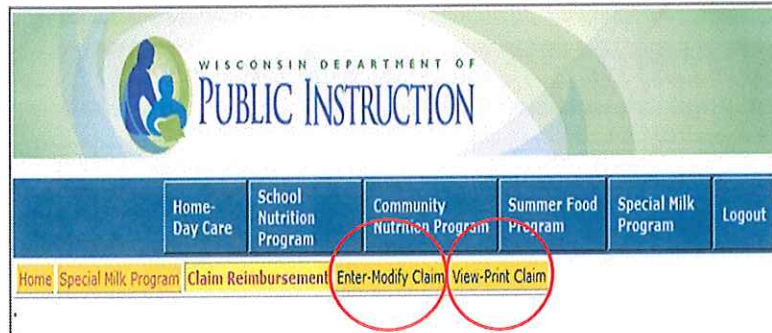 WISCONSIN DEPARTMENT OF
PUBLIC INSTRUCTION
Home-
Day Care
School
Nutrition
Program
Community
Nutrition Program
Summer Food
Program
Special Milk
Program
Logout
Home Special Milk Program Claim Reimbursement Enter-Modify Claim View-Print Claim